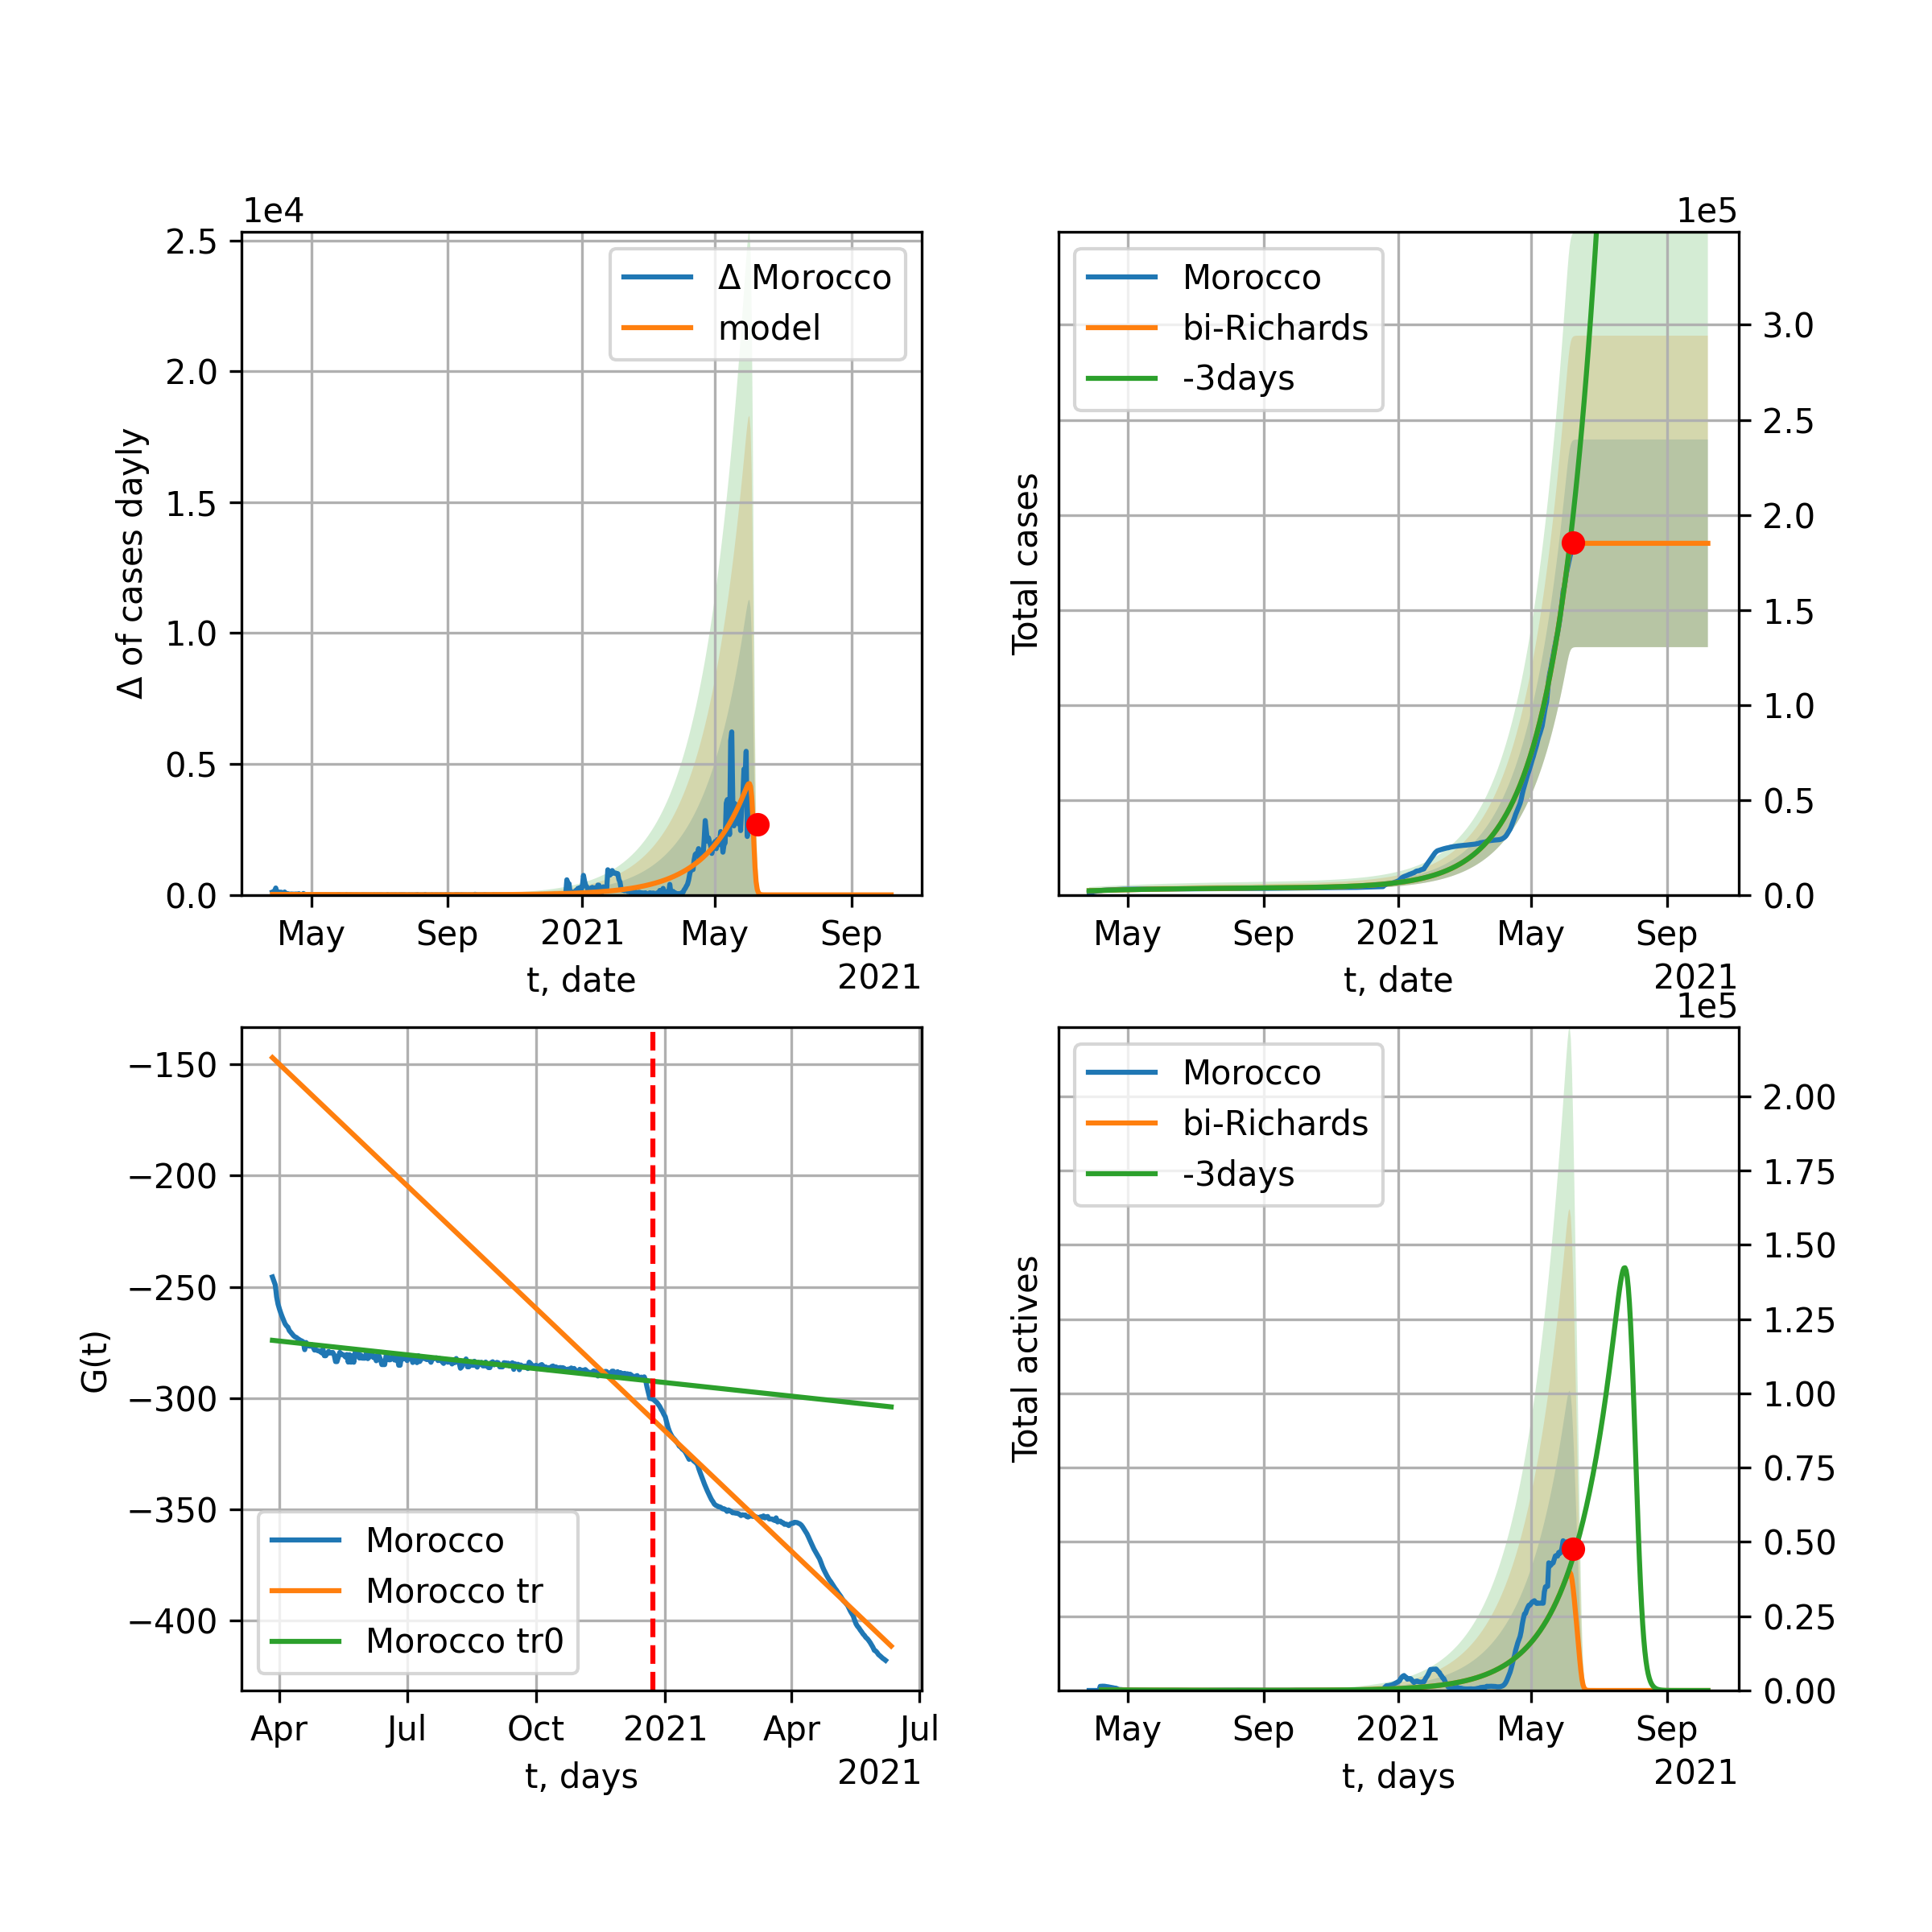 1e4
2.5
2.0
1.5
1.0
0.5
0.0
Δ of cases dayly
Δ Morocco
model
May Sep 2021 May Sep
t, date
2021
1e5
Morocco
bi-Richards
-3days
Total cases
3.0
2.5
2.0
1.5
1.0
0.5
0.0
May Sep 2021 May Sep
t, date
2021
−150
−200
−250
−300
−350
−400
G(t)
Morocco
Morocco tr
Morocco tr0
Apr Jul Oct 2021 Apr Jul
t, days
2021
1e5
Morocco
bi-Richards
-3days
Total actives
2.00
1.75
1.50
1.25
1.00
0.75
0.50
0.25
0.00
May Sep 2021 May Sep
t, days
2021